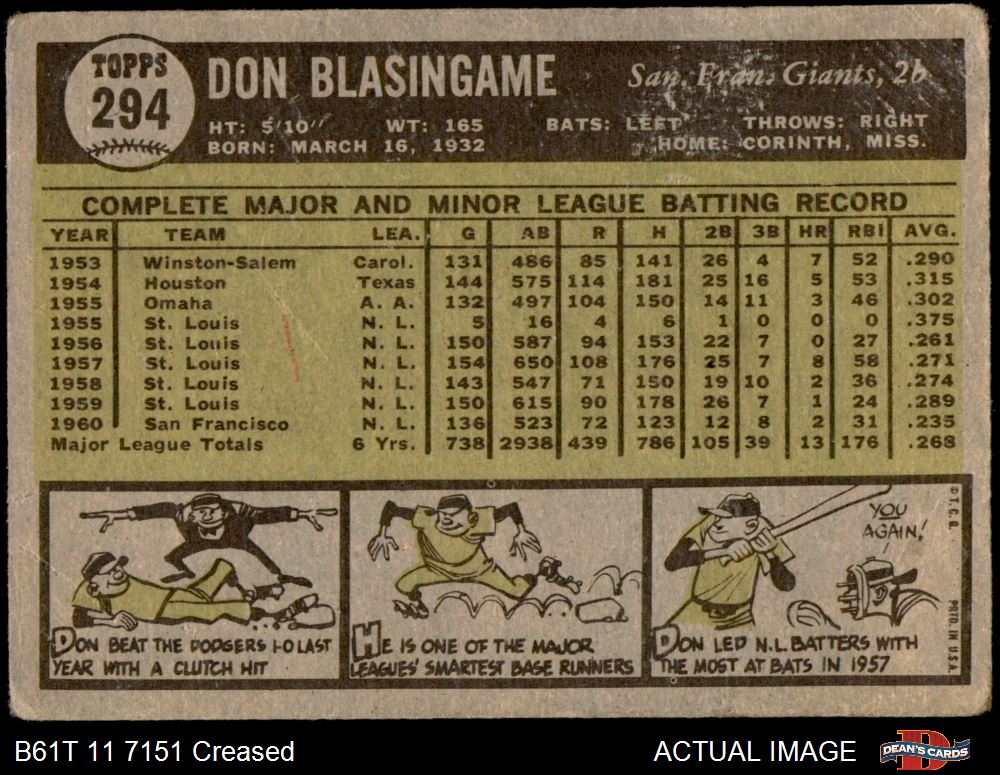 TOPPS
294
DON BLASINGAME San. Fran. Giants, 2b
HT: 5'10" WT: 165 BATS: LEFT THROWS: RIGHT
BORN: MARCH 16, 1932 HOME: CORINTH, MISS.
COMPLETE MAJOR AND MINOR LEAGUE BATTING RECORD
YEAR TEAM LEA. G AB R H 2B 3B HR RBI AVG.
1953 Winston-Salem Carol. 131 486 85 141 26 4 7 52 .290
1954 Houston Texas 144 575 114 181 25 16 5 53 .315
1955 Omaha A. A. 132 497 104 150 14 11 3 46 .302
1955 St. Louis N. L. 5 16 4 6 1 0 0 0 .375
1956 St. Louis N. L. 150 587 94 153 22 7 0 27 .261
1957 St. Louis N. L. 154 650 108 176 25 7 8 58 .271
1958 St. Louis N. L. 143 547 71 150 19 10 2 36 .274
1959 St. Louis N. L. 150 615 90 178 26 7 1 24 .289
1960 San Francisco N. L. 136 523 72 123 12 8 2 31 .235
Major League Totals 6 Yrs. 738 2938 439 786 105 39 13 176 .268
DON BEAT THE DODGERS 1-0 LAST
YEAR WITH A CLUTCH HIT
HE IS ONE OF THE MAJOR
LEAGUES' SMARTEST BASE RUNNERS
YOU
AGAIN!
DON LED N.L. BATTERS WITH
THE MOST AT BATS IN 1957
© T.C.G. PRTD. IN U.S.A.
B61T 11 7151 Creased ACTUAL IMAGE DEAN'S CARDS